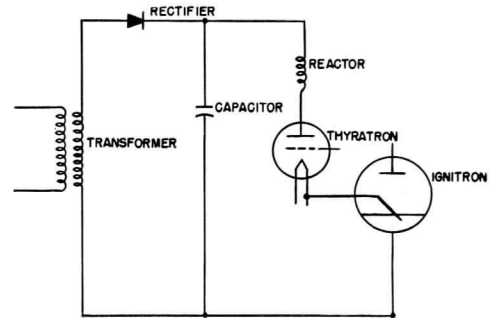 RECTIFIER
REACTOR
CAPACITOR
THYRATRON
TRANSFORMER
IGNITRON